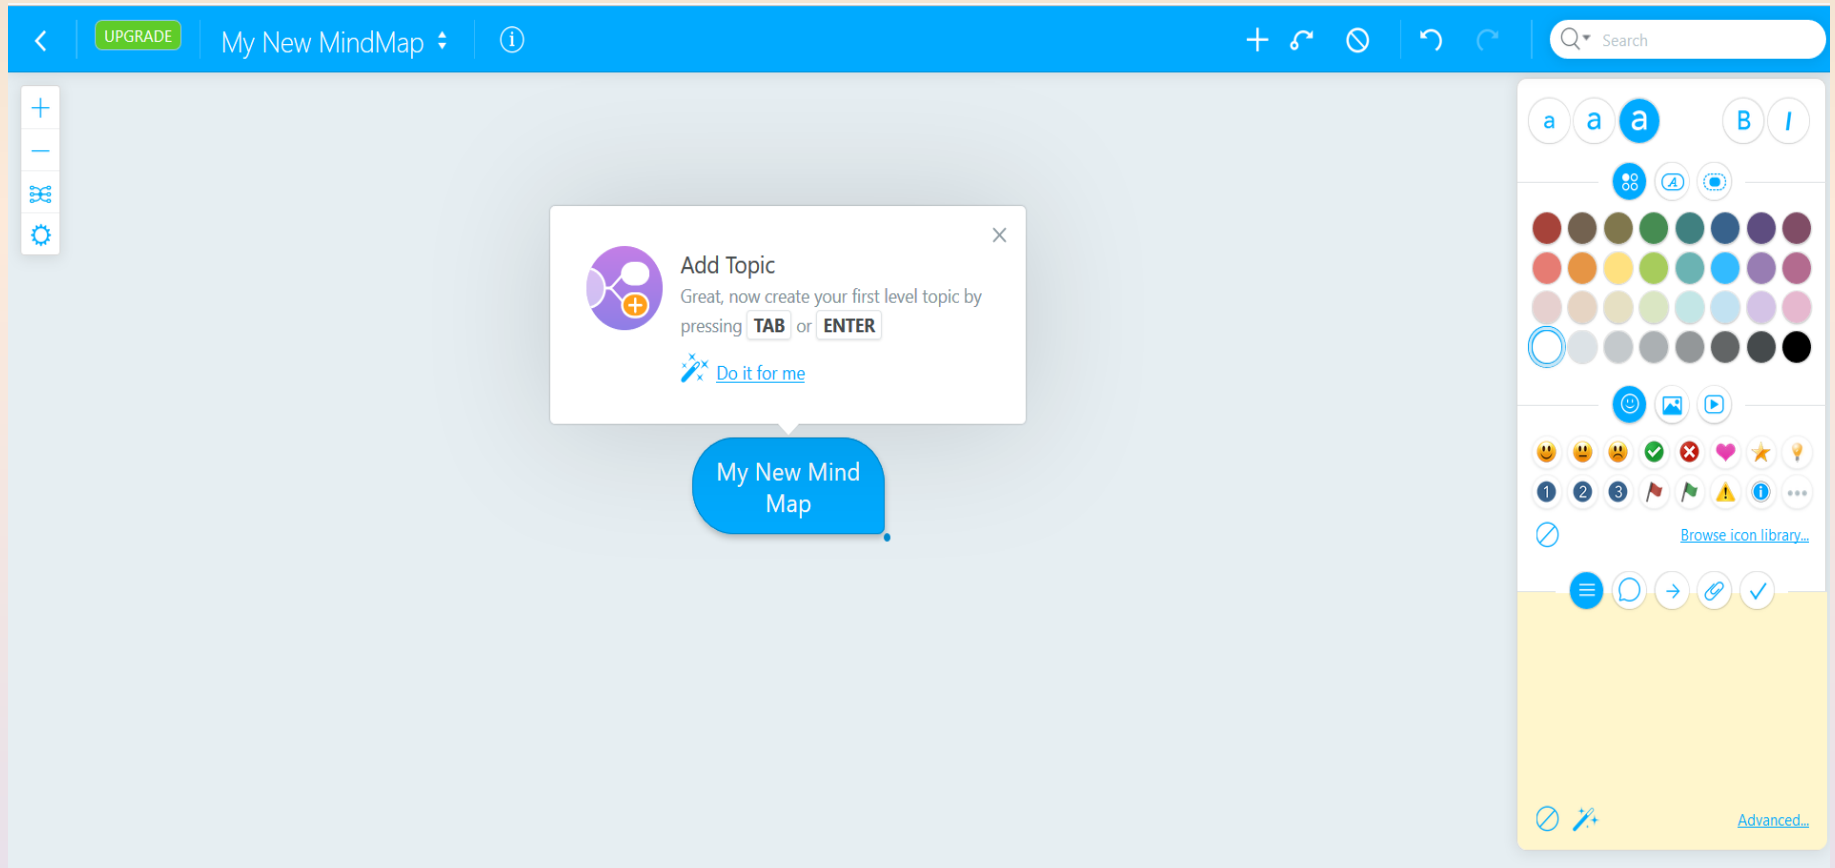 UPGRADE
My New MindMap
Search
a a a B I
A
Add Topic
Great, now create your first level topic by
pressing TAB or ENTER
Do it for me
My New Mind
Map
1 2 3
Browse icon library...
Advanced...